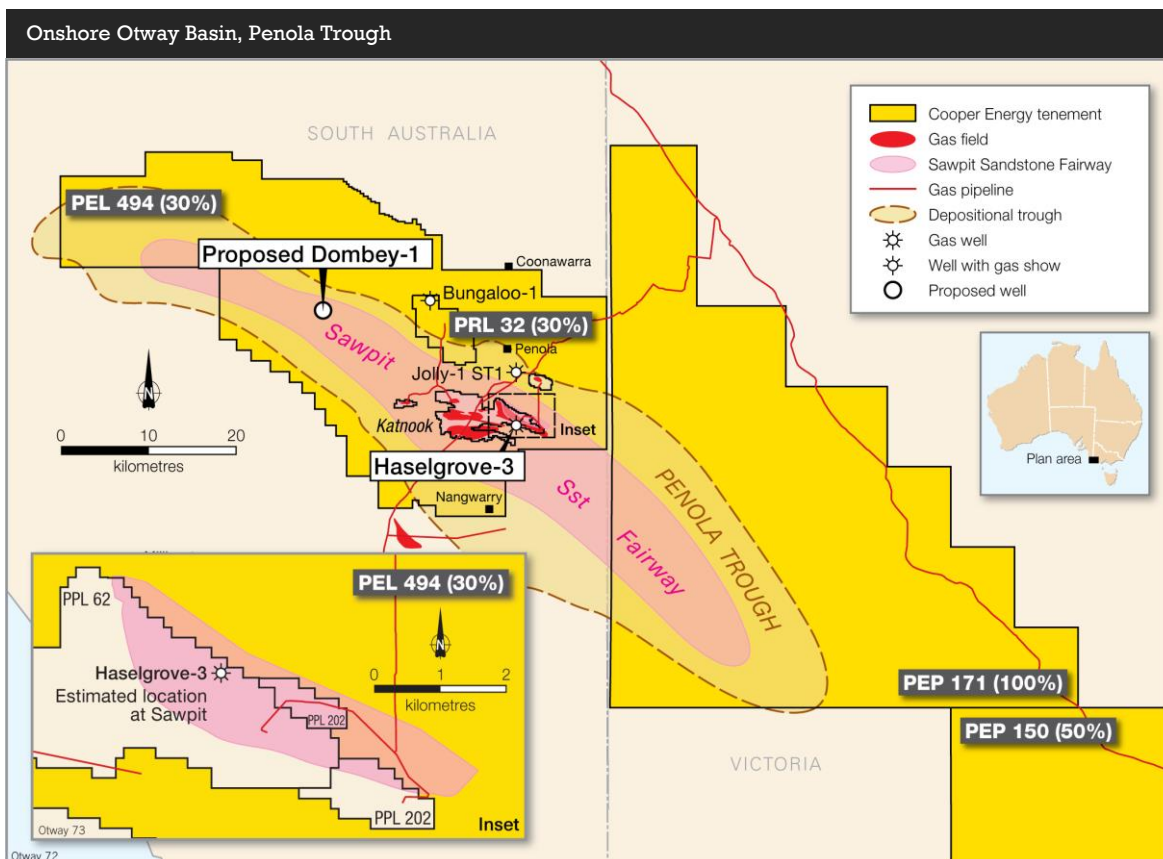 Onshore Otway Basin, Penola Trough
SOUTH AUSTRALIA
Cooper Energy tenement
Gas field
Sawpit Sandstone Fairway
Gas pipeline
Depositional trough
Gas well
Well with gas show
Proposed well
PEL 494 (30%)
Proposed Dombey-1
Coonawarra
Bungaloo-1
PRL 32 (30%)
Sawpit
Penola
Jolly-1 ST1
Katnook
Inset
N
0 10 20
kilometres
Haselgrove-3
Nangwarry
Sst
Fairway
PENOLA TROUGH
Plan area
PEL 494 (30%)
PPL 62
N
Haselgrove-3
Estimated location
at Sawpit
0 1 2
kilometres
PPL 202
PPL 202
Inset
Otway 73
Otway 72
PEP 171 (100%)
PEP 150 (50%)
VICTORIA